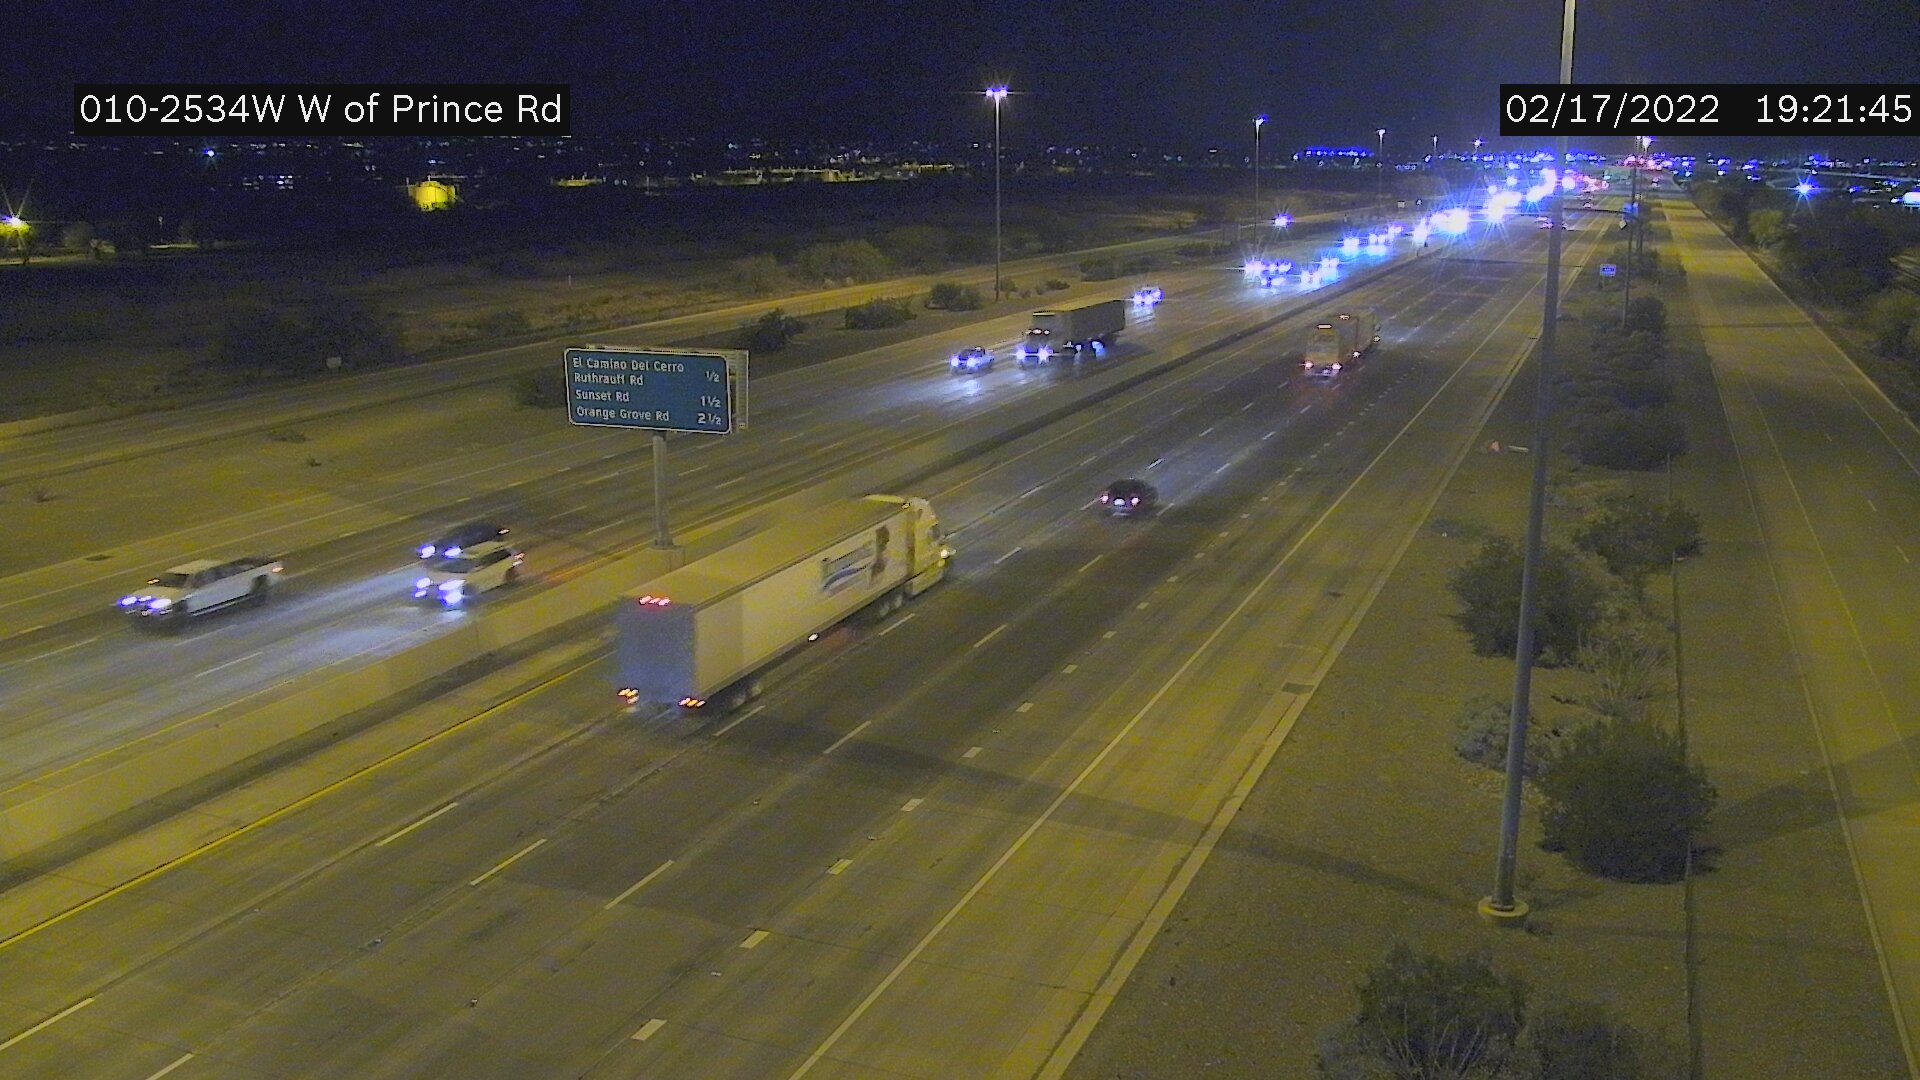 010-2534W W of Prince Rd
02/17/2022 19:21:45
El Camino Del Cerro
Ruthrauff Rd 1/2
Sunset Rd 1 1/2
Orange Grove Rd 2 1/2